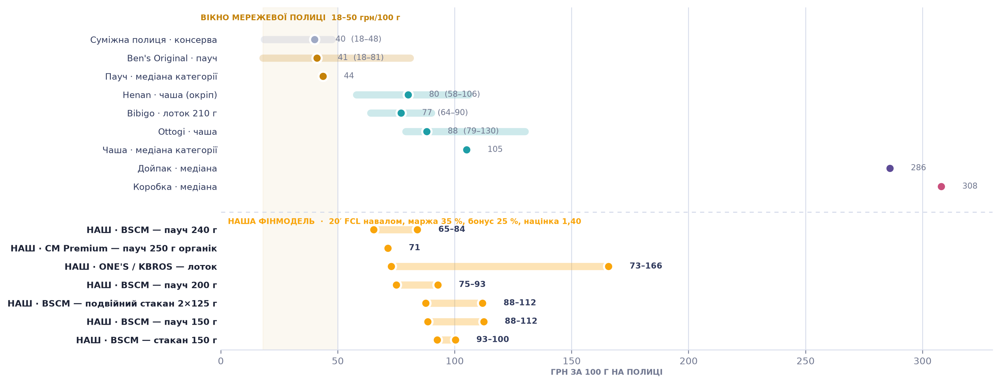 ВІКНО МЕРЕЖЕВОЇ ПОЛИЦІ 18–50 грн/100 г
Суміжна полиця · консерва 40 (18–48)
Ben's Original · пауч 41 (18–81)
Пауч · медіана категорії 44
Henan · чаша (окріп) 80 (58–106)
Bibigo · лоток 210 г 77 (64–90)
Ottogi · чаша 88 (79–130)
Чаша · медіана категорії 105
Дойпак · медіана 286
Коробка · медіана 308
НАША ФІНМОДЕЛЬ · 20′ FCL навалом, маржа 35 %, бонус 25 %, націнка 1,40
НАШ · BSCM — пауч 240 г 65–84
НАШ · CM Premium — пауч 250 г органік 71
НАШ · ONE'S / KBROS — лоток 73–166
НАШ · BSCM — пауч 200 г 75–93
НАШ · BSCM — подвійний стакан 2×125 г 88–112
НАШ · BSCM — пауч 150 г 88–112
НАШ · BSCM — стакан 150 г 93–100
0 50 100 150 200 250 300
ГРН ЗА 100 Г НА ПОЛИЦІ